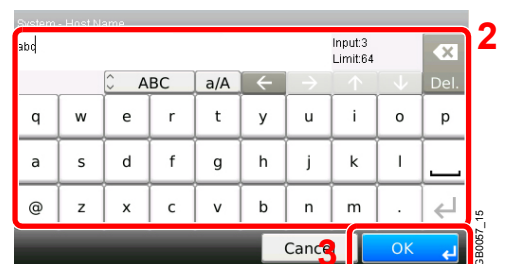 System - Host Name
abc
Input:3
Limit:64
ABC a/A ← → ↑ ↓ Del.
q w e r t y u i o p
a s d f g h j k l
@ z x c v b n m .
Cancel OK
2
3
GB0057_15